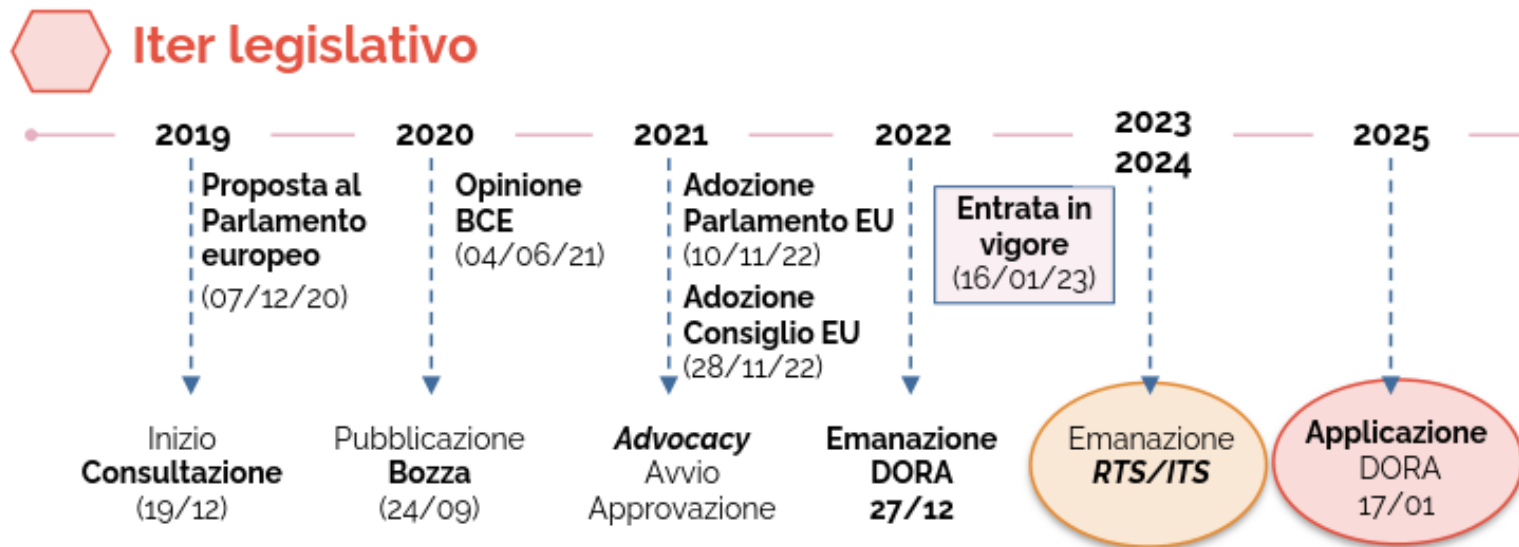 Iter legislativo
2019
2020
2021
2022
2023
2024
2025
Proposta al
Parlamento
europeo
(07/12/20)
Opinione
BCE
(04/06/21)
Adozione
Parlamento EU
(10/11/22)
Adozione
Consiglio EU
(28/11/22)
Entrata in
vigore
(16/01/23)
Inizio
Consultazione
(19/12)
Pubblicazione
Bozza
(24/09)
Advocacy
Avvio
Approvazione
Emanazione
DORA
27/12
Emanazione
RTS/ITS
Applicazione
DORA
17/01